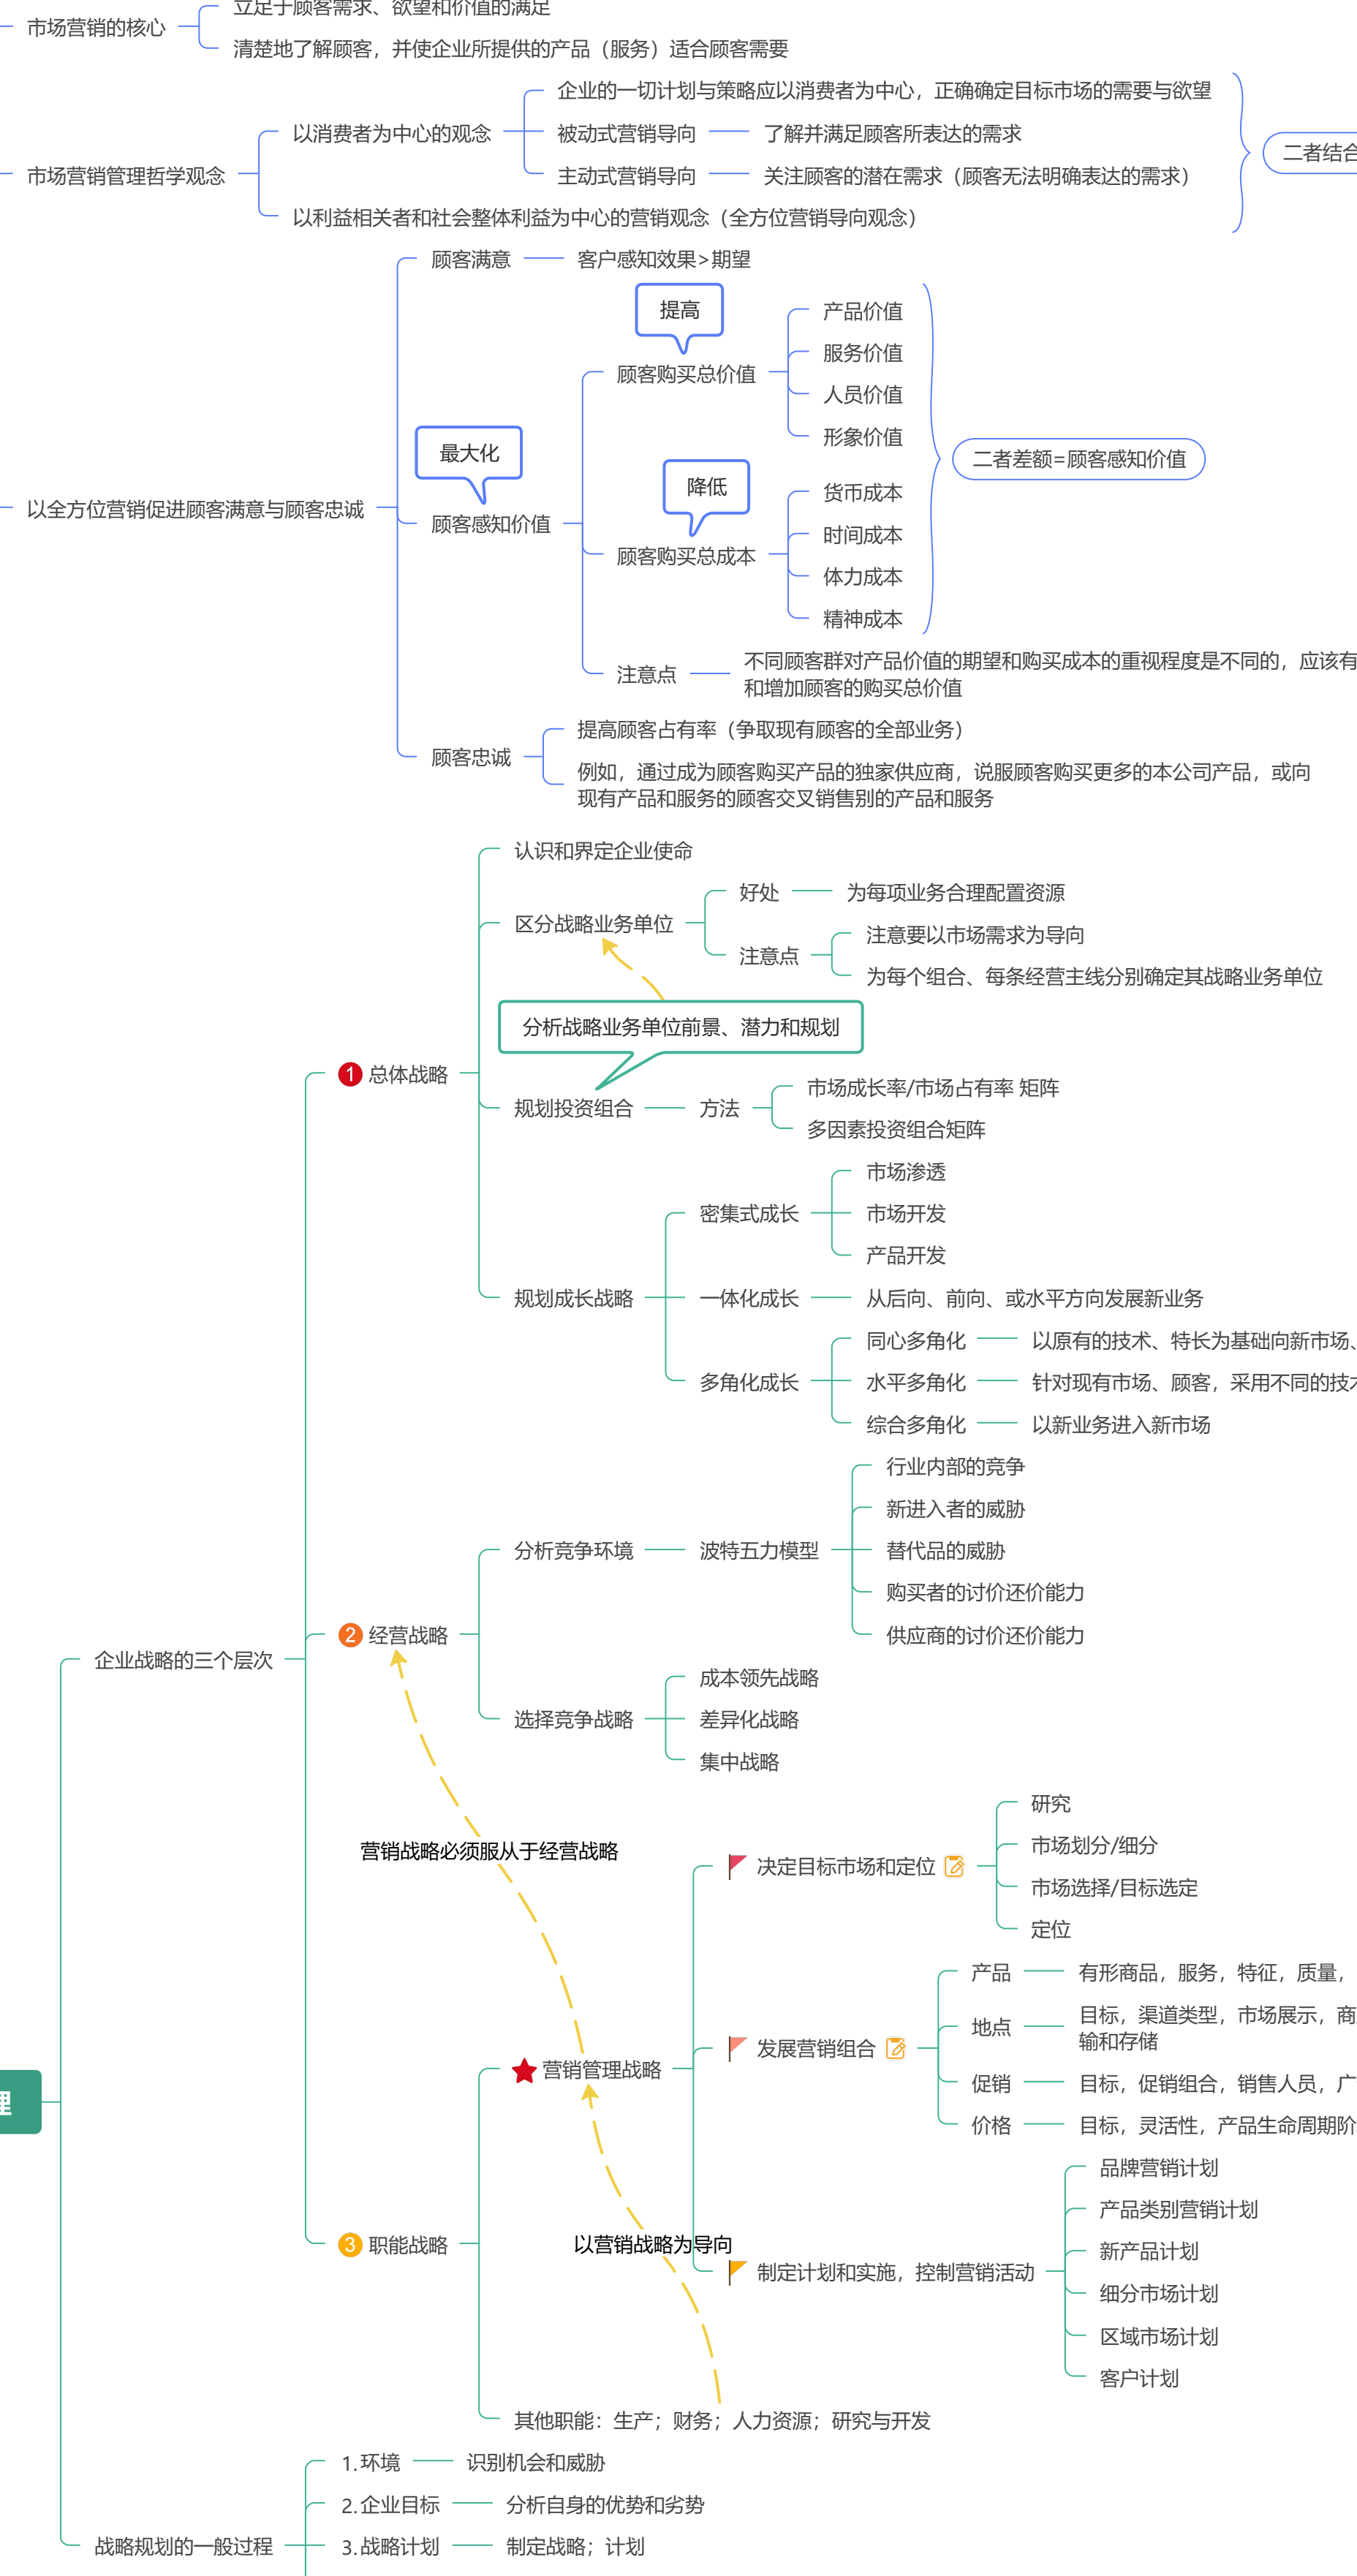 立足于顾客需求、欲望和价值的满足
市场营销的核心
清楚地了解顾客，并使企业所提供的产品（服务）适合顾客需要
企业的一切计划与策略应以消费者为中心，正确确定目标市场的需要与欲望
以消费者为中心的观念
被动式营销导向
了解并满足顾客所表达的需求
二者结合
市场营销管理哲学观念
主动式营销导向
关注顾客的潜在需求（顾客无法明确表达的需求）
以利益相关者和社会整体利益为中心的营销观念（全方位营销导向观念）
顾客满意
客户感知效果>期望
提高
产品价值
服务价值
顾客购买总价值
人员价值
形象价值
最大化
二者差额=顾客感知价值
降低
货币成本
以全方位营销促进顾客满意与顾客忠诚
顾客感知价值
时间成本
顾客购买总成本
体力成本
精神成本
注意点
不同顾客群对产品价值的期望和购买成本的重视程度是不同的，应该有
和增加顾客的购买总价值
提高顾客占有率（争取现有顾客的全部业务）
顾客忠诚
例如，通过成为顾客购买产品的独家供应商，说服顾客购买更多的本公司产品，或向
现有产品和服务的顾客交叉销售别的产品和服务
认识和界定企业使命
好处
为每项业务合理配置资源
区分战略业务单位
注意要以市场需求为导向
注意点
为每个组合、每条经营主线分别确定其战略业务单位
分析战略业务单位前景、潜力和规划
1 总体战略
市场成长率/市场占有率 矩阵
规划投资组合
方法
多因素投资组合矩阵
市场渗透
密集式成长
市场开发
产品开发
规划成长战略
一体化成长
从后向、前向、或水平方向发展新业务
同心多角化
以原有的技术、特长为基础向新市场、
多角化成长
水平多角化
针对现有市场、顾客，采用不同的技术
综合多角化
以新业务进入新市场
行业内部的竞争
新进入者的威胁
分析竞争环境
波特五力模型
替代品的威胁
购买者的讨价还价能力
2 经营战略
供应商的讨价还价能力
企业战略的三个层次
成本领先战略
选择竞争战略
差异化战略
集中战略
研究
营销战略必须服从于经营战略
市场划分/细分
决定目标市场和定位
市场选择/目标选定
定位
产品
有形商品，服务，特征，质量，
地点
目标，渠道类型，市场展示，商
输和存储
发展营销组合
营销管理战略
促销
目标，促销组合，销售人员，广
理
价格
目标，灵活性，产品生命周期阶
品牌营销计划
产品类别营销计划
3 职能战略
以营销战略为导向
新产品计划
制定计划和实施，控制营销活动
细分市场计划
区域市场计划
客户计划
其他职能：生产；财务；人力资源；研究与开发
1.环境
识别机会和威胁
2.企业目标
分析自身的优势和劣势
战略规划的一般过程
3.战略计划
制定战略；计划